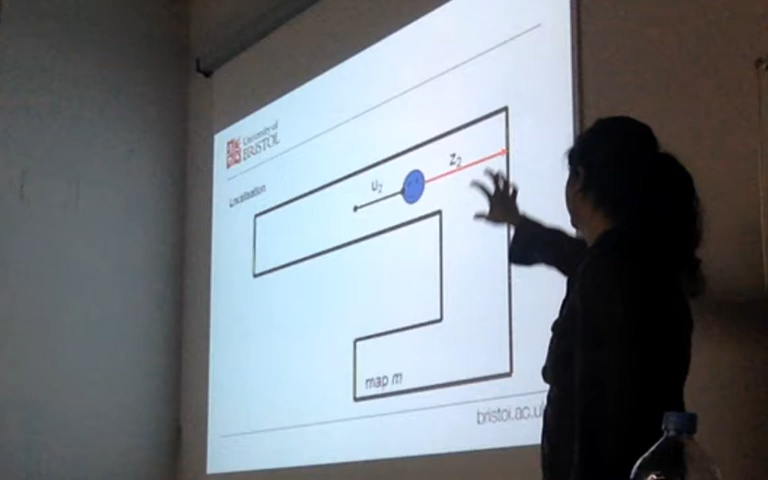 University of
BRISTOL
Localisation
u2
z2
map m
bristol.ac.uk